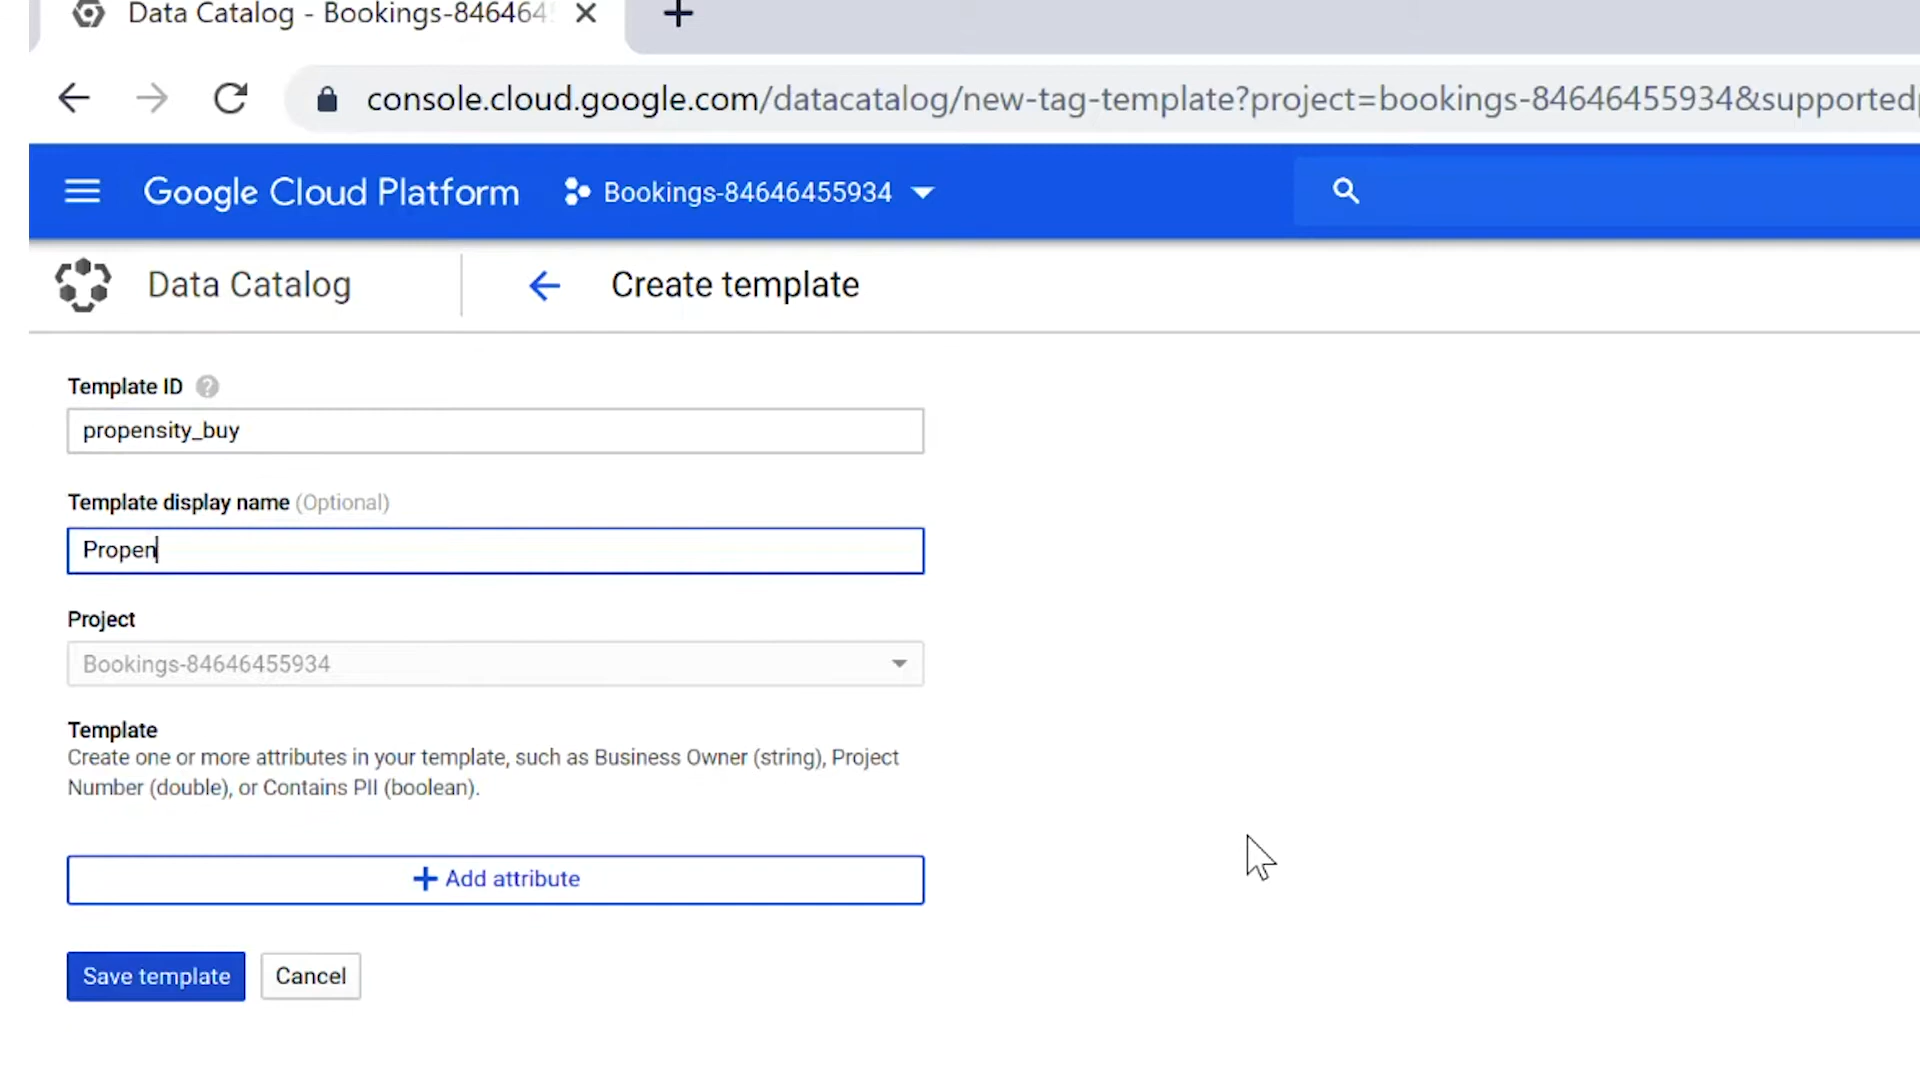 Data Catalog - Bookings-846464
console.cloud.google.com/datacatalog/new-tag-template?project=bookings-84646455934&supported
Google Cloud Platform
Bookings-84646455934
Data Catalog
Create template
Template ID
propensity_buy
Template display name (Optional)
Propen
Project
Bookings-84646455934
Template
Create one or more attributes in your template, such as Business Owner (string), Project
Number (double), or Contains PII (boolean).
Add attribute
Save template
Cancel